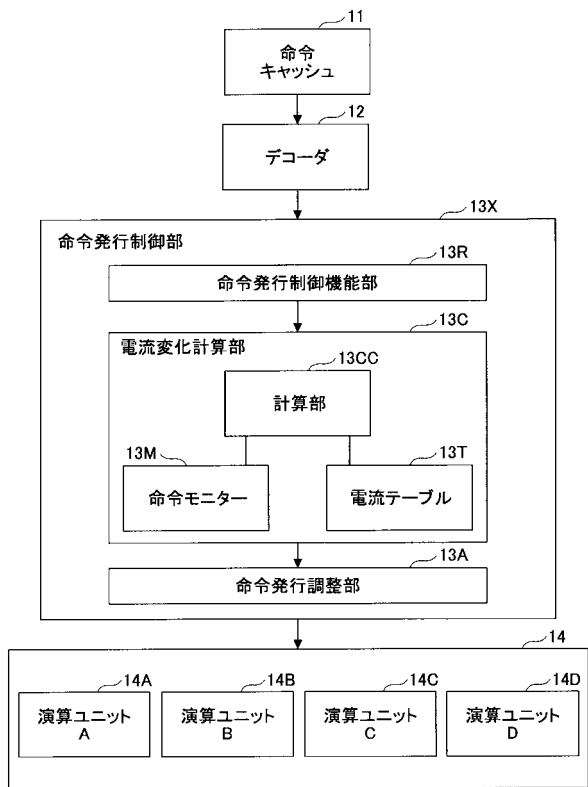 11
命令
キャッシュ
12
デコーダ
13X
命令発行制御部
13R
命令発行制御機能部
13C
電流変化計算部
13CC
計算部
13M
命令モニター
13T
電流テーブル
13A
命令発行調整部
14
14A
演算ユニット
A
14B
演算ユニット
B
14C
演算ユニット
C
14D
演算ユニット
D